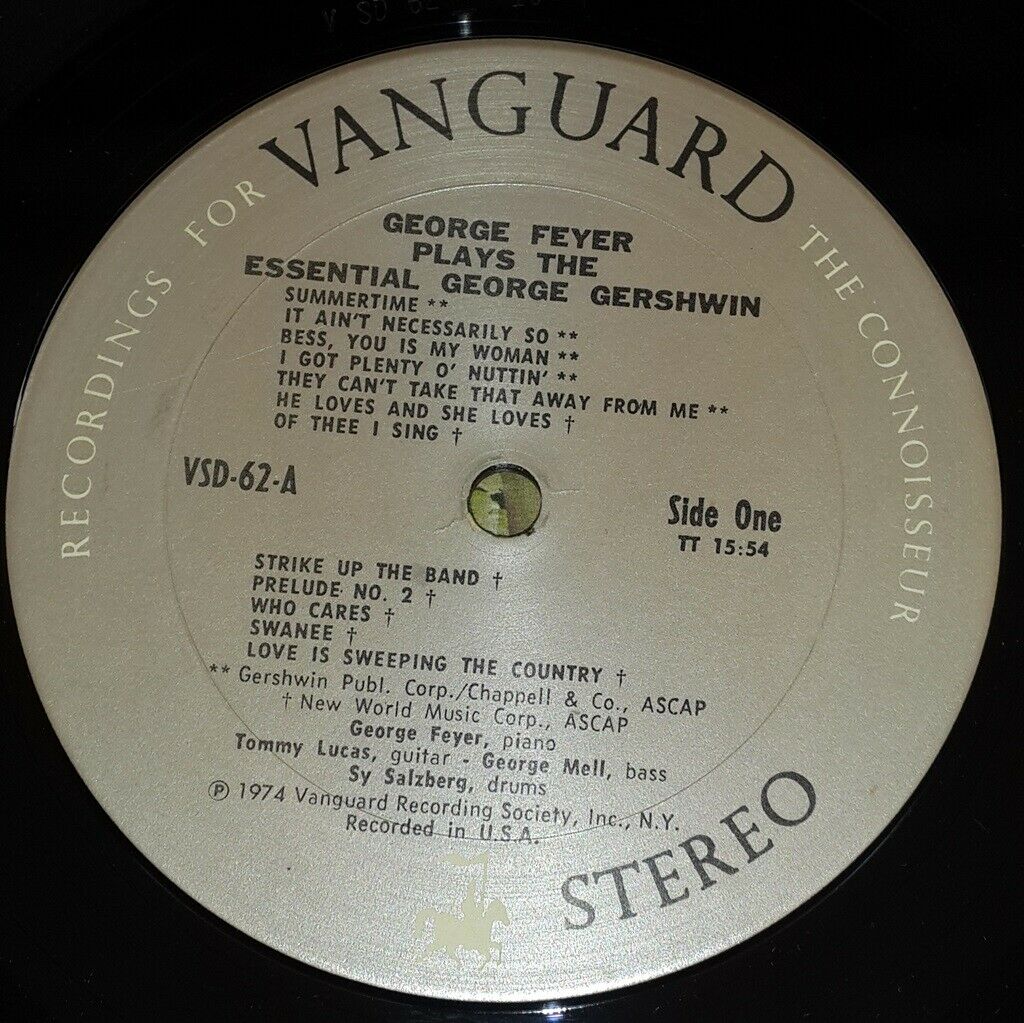 RECORDINGS FOR VANGUARD THE CONNOISSEUR
GEORGE FEYER
PLAYS THE
ESSENTIAL GEORGE GERSHWIN
SUMMERTIME **
IT AIN'T NECESSARILY SO **
BESS, YOU IS MY WOMAN **
I GOT PLENTY O' NUTTIN' **
THEY CAN'T TAKE THAT AWAY FROM ME **
HE LOVES AND SHE LOVES †
OF THEE I SING †
VSD-62-A
Side One
TT 15:54
STRIKE UP THE BAND †
PRELUDE NO. 2 †
WHO CARES †
SWANEE †
LOVE IS SWEEPING THE COUNTRY †
** Gershwin Publ. Corp./Chappell & Co., ASCAP
† New World Music Corp., ASCAP
George Feyer, piano
Tommy Lucas, guitar - George Mell, bass
Sy Salzberg, drums
℗ 1974 Vanguard Recording Society, Inc., N.Y.
Recorded in U.S.A.
STEREO